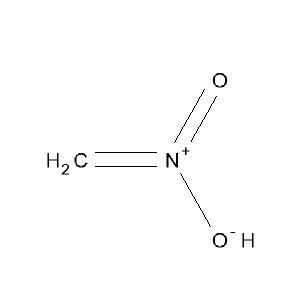 O
H2C N+
O- H